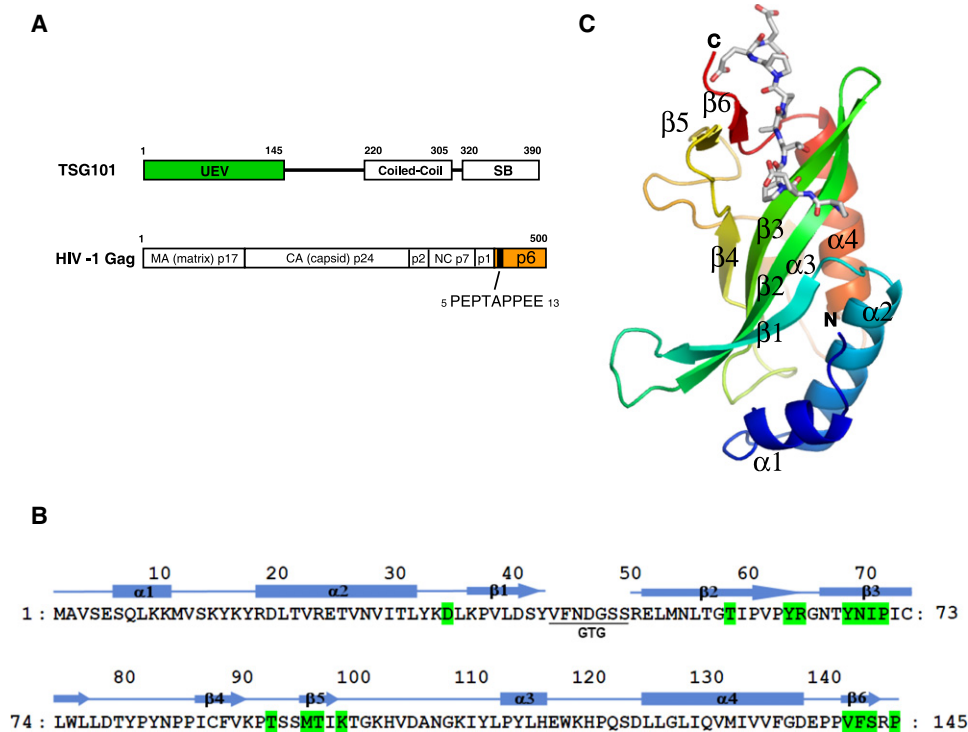 A
1 145 220 305 320 390
TSG101 UEV Coiled-Coil SB
1 500
HIV -1 Gag MA (matrix) p17 CA (capsid) p24 p2 NC p7 p1 p6
5 PEPTAPPEE 13
C
C
β6
β5
β3
α4
β4
α3
β2
α2
N
β1
α1
B
10 20 30 40 50 60 70
α1 α2 β1 β2 β3
1 : MAVSESQLKKMVSKYKYRDLTVRETVNVITLYKDLKPVLDSYVFNDGSSRELMNLTGTIPVPYRGNTYNIPIC 73
GTG
80 90 100 110 120 130 140
β4 β5 α3 α4 β6
74 : LWLLDTYPYNPPICFVKPTSSMTIKTGKHVDANGKIYLPYLHEWKHPQSDLLGLIQVMIVVFGDEPPVFSRP : 145